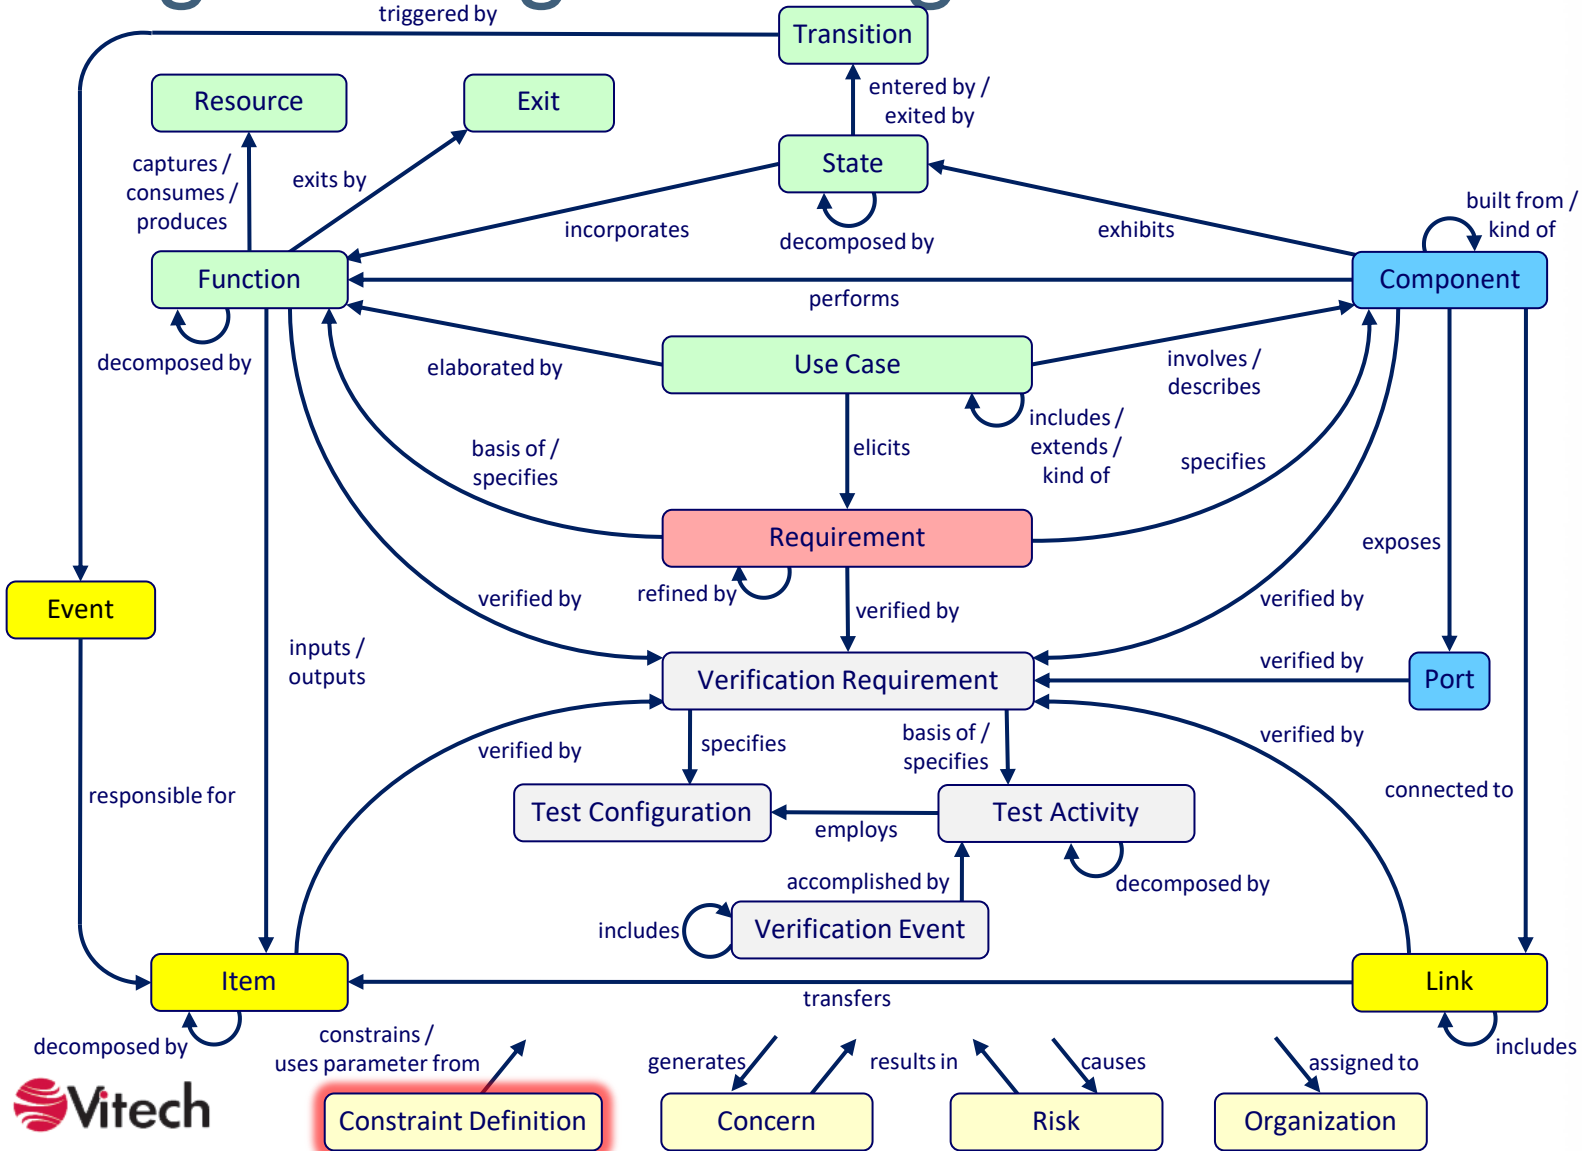 triggered by
Transition
Resource
Exit
entered by /
exited by
captures /
consumes /
produces
exits by
State
built from /
kind of
incorporates
decomposed by
exhibits
Function
Component
performs
decomposed by
elaborated by
Use Case
involves /
describes
includes /
extends /
kind of
basis of /
specifies
elicits
specifies
Requirement
exposes
Event
verified by
refined by
verified by
verified by
inputs /
outputs
Verification Requirement
verified by
Port
verified by
specifies
basis of /
specifies
verified by
responsible for
Test Configuration
employs
Test Activity
connected to
accomplished by
decomposed by
includes
Verification Event
Item
transfers
Link
decomposed by
constrains /
uses parameter from
generates
results in
causes
assigned to
includes
Vitech
Constraint Definition
Concern
Risk
Organization